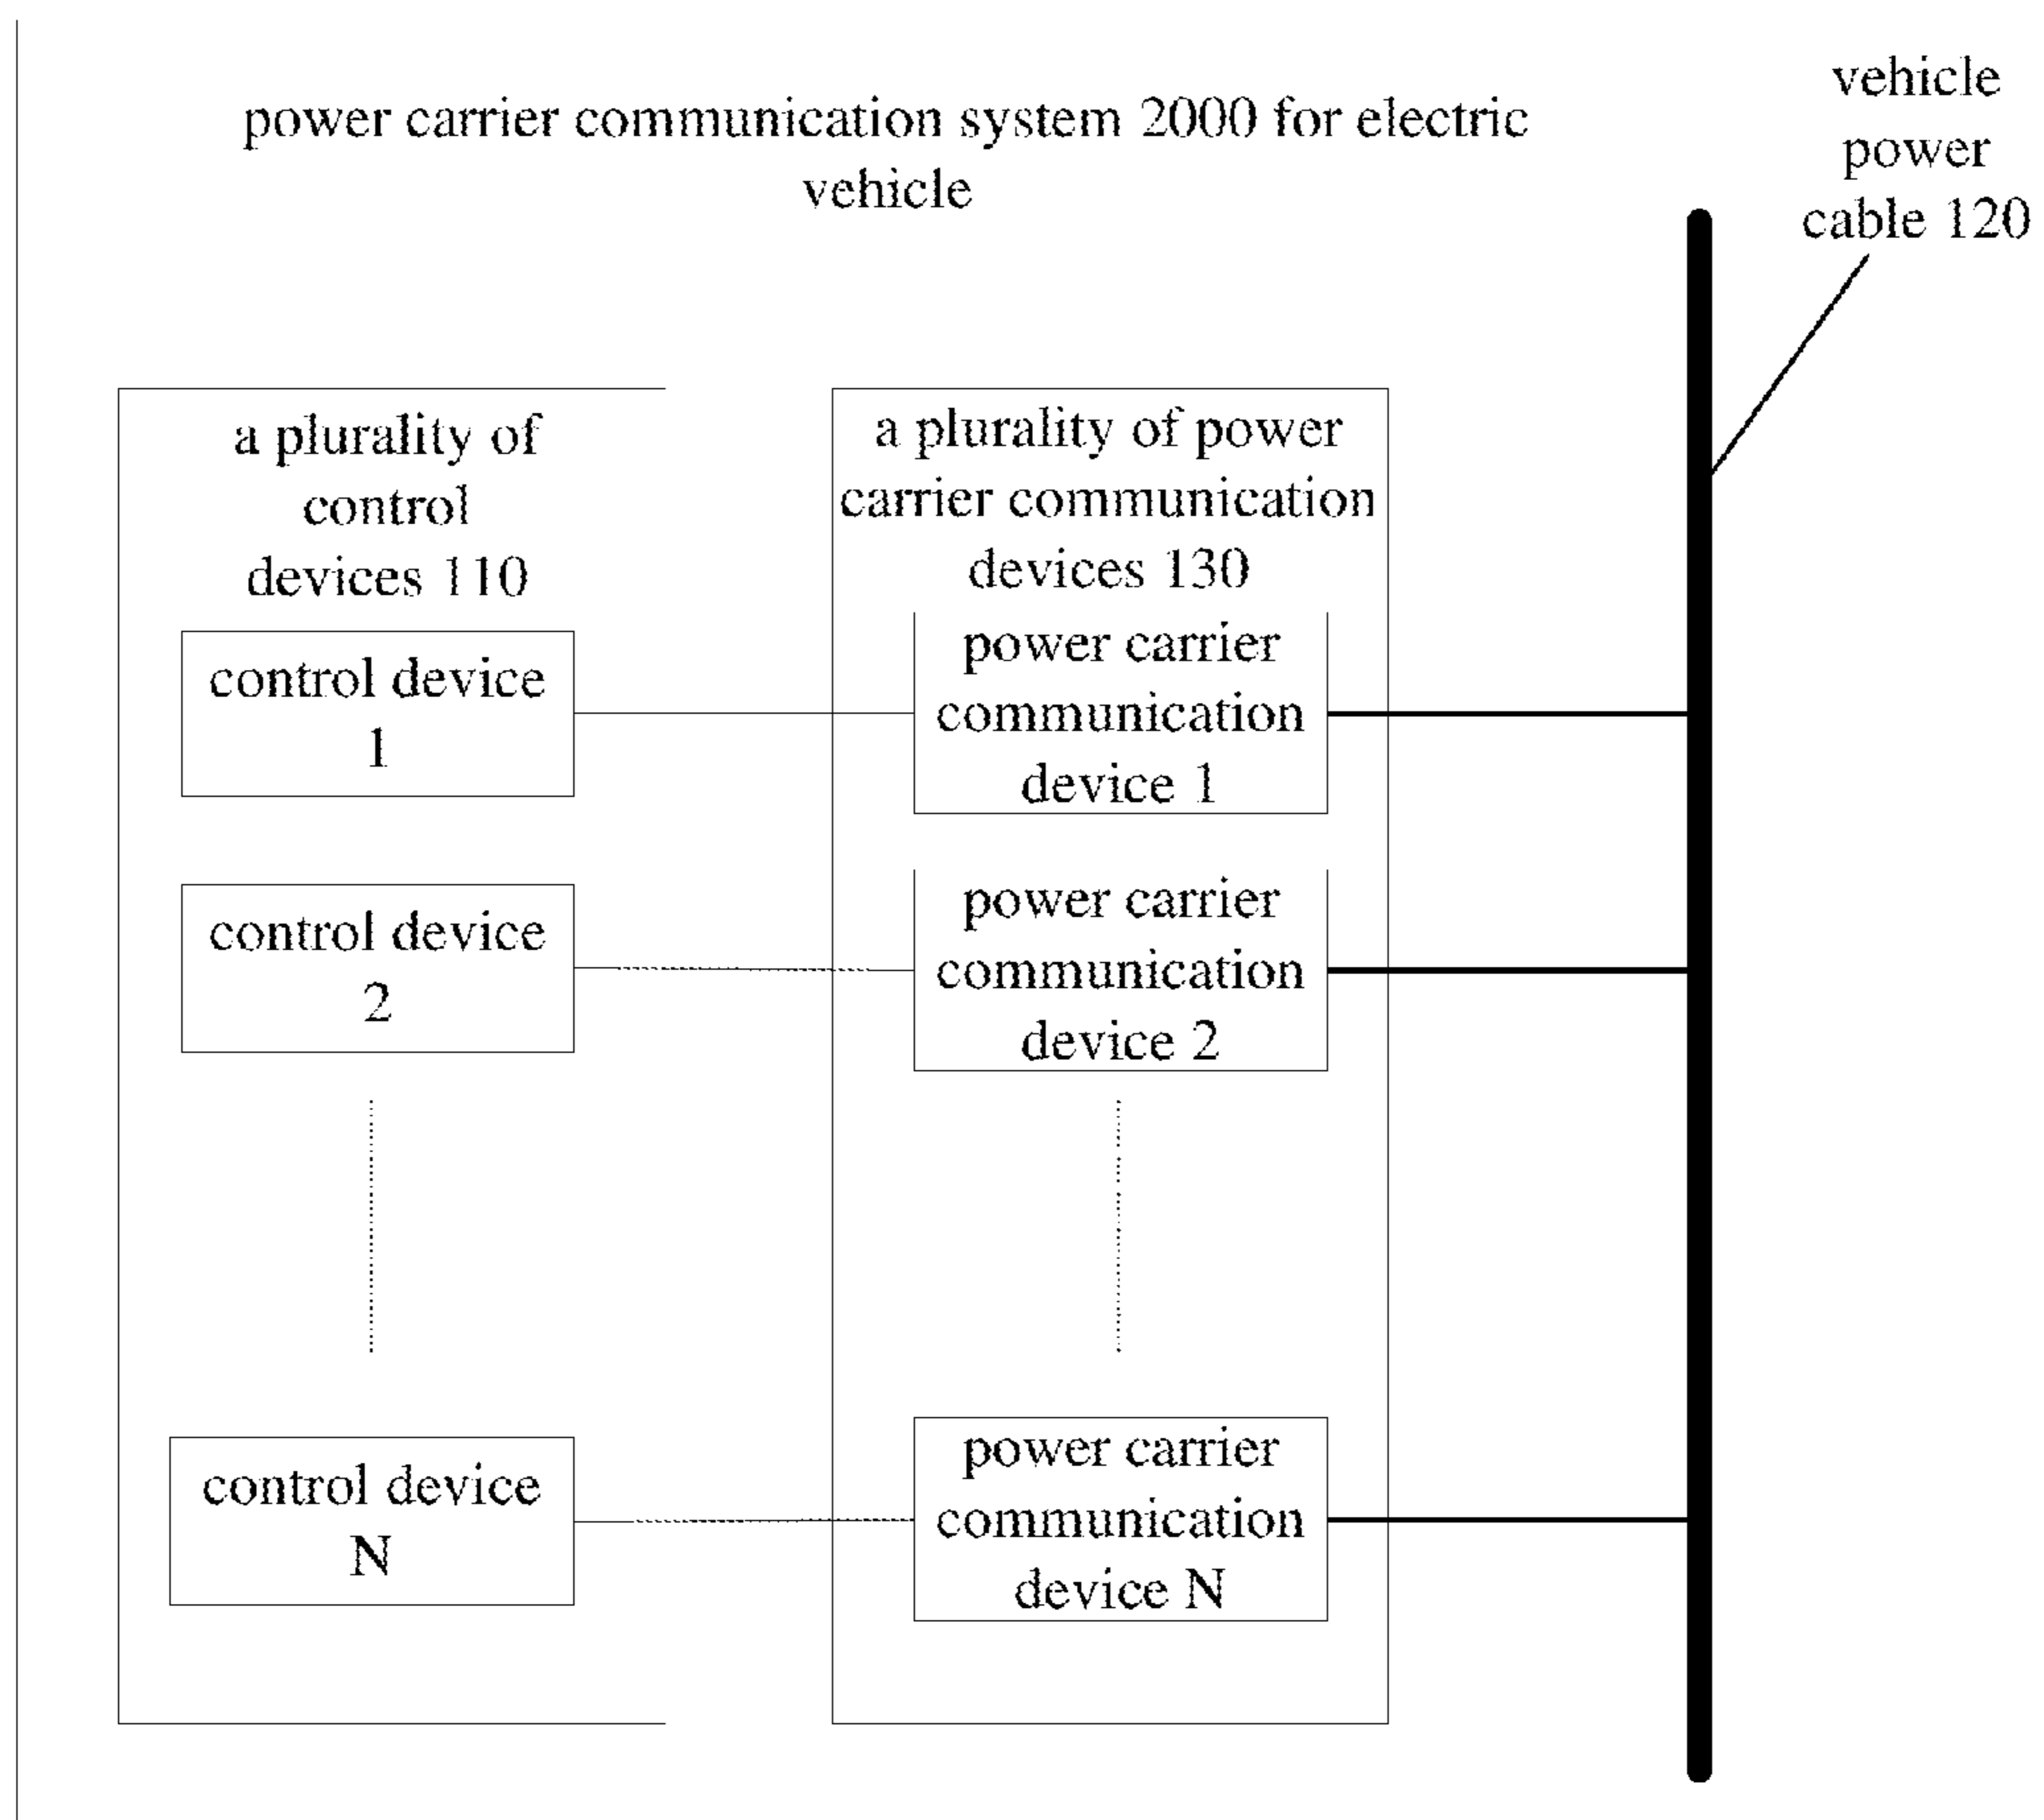 power carrier communication system 2000 for electric
vehicle
vehicle
power
cable 120
a plurality of
control
devices 110
a plurality of power
carrier communication
devices 130
control device
1
power carrier
communication
device 1
control device
2
power carrier
communication
device 2
control device
N
power carrier
communication
device N